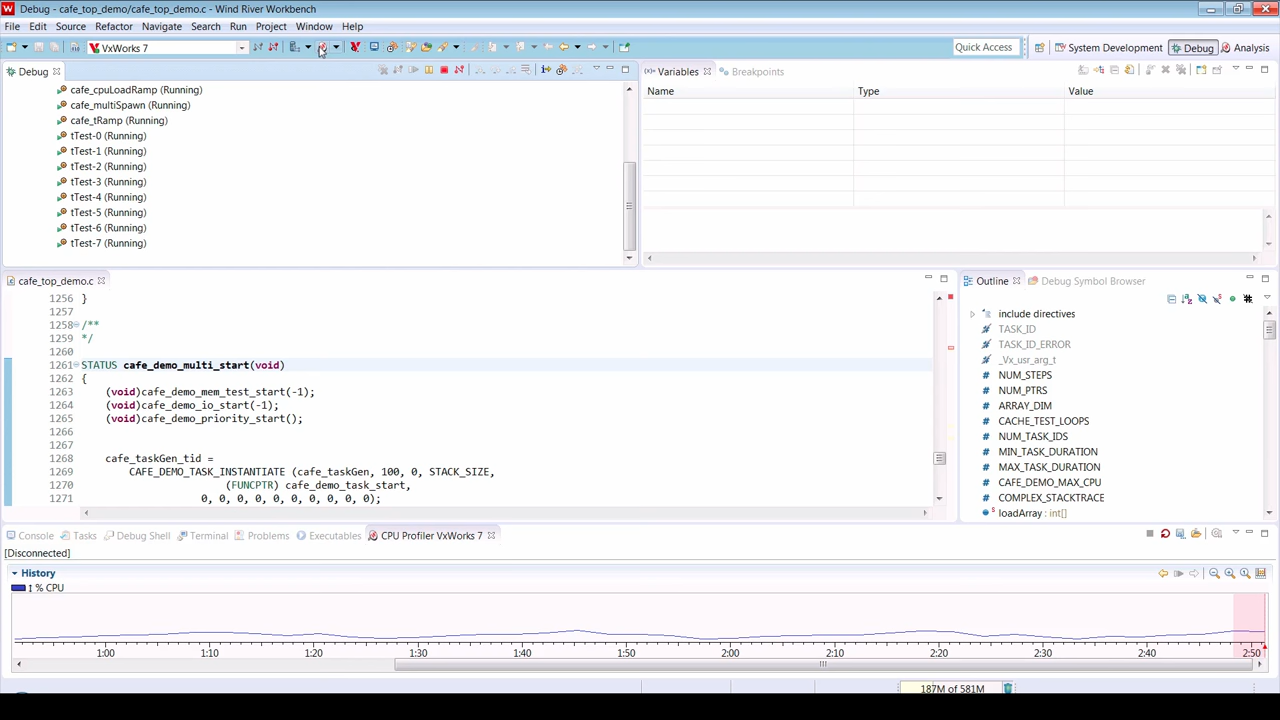 Debug - cafe_top_demo/cafe_top_demo.c - Wind River Workbench
File Edit Source Refactor Navigate Search Run Project Window Help
VxWorks 7
Quick Access
System Development
Debug
Analysis
Debug
Variables
Breakpoints
cafe_cpuLoadRamp (Running)
cafe_multiSpawn (Running)
cafe_tRamp (Running)
tTest-0 (Running)
tTest-1 (Running)
tTest-2 (Running)
tTest-3 (Running)
tTest-4 (Running)
tTest-5 (Running)
tTest-6 (Running)
tTest-7 (Running)
Name Type Value
cafe_top_demo.c
1256 }
1257
1258 /**
1259 */
1260
1261 STATUS cafe_demo_multi_start(void)
1262 {
1263 (void)cafe_demo_mem_test_start(-1);
1264 (void)cafe_demo_io_start(-1);
1265 (void)cafe_demo_priority_start();
1266
1267
1268 cafe_taskGen_tid =
1269 CAFE_DEMO_TASK_INSTANTIATE (cafe_taskGen, 100, 0, STACK_SIZE,
1270 (FUNCPTR) cafe_demo_task_start,
1271 0, 0, 0, 0, 0, 0, 0, 0, 0, 0);
Outline
Debug Symbol Browser
include directives
TASK_ID
TASK_ID_ERROR
_Vx_usr_arg_t
NUM_STEPS
NUM_PTRS
ARRAY_DIM
CACHE_TEST_LOOPS
NUM_TASK_IDS
MIN_TASK_DURATION
MAX_TASK_DURATION
CAFE_DEMO_MAX_CPU
COMPLEX_STACKTRACE
loadArray : int[]
Console Tasks Debug Shell Terminal Problems Executables CPU Profiler VxWorks 7
[Disconnected]
History
% CPU
1:00 1:10 1:20 1:30 1:40 1:50 2:00 2:10 2:20 2:30 2:40 2:50
187M of 581M